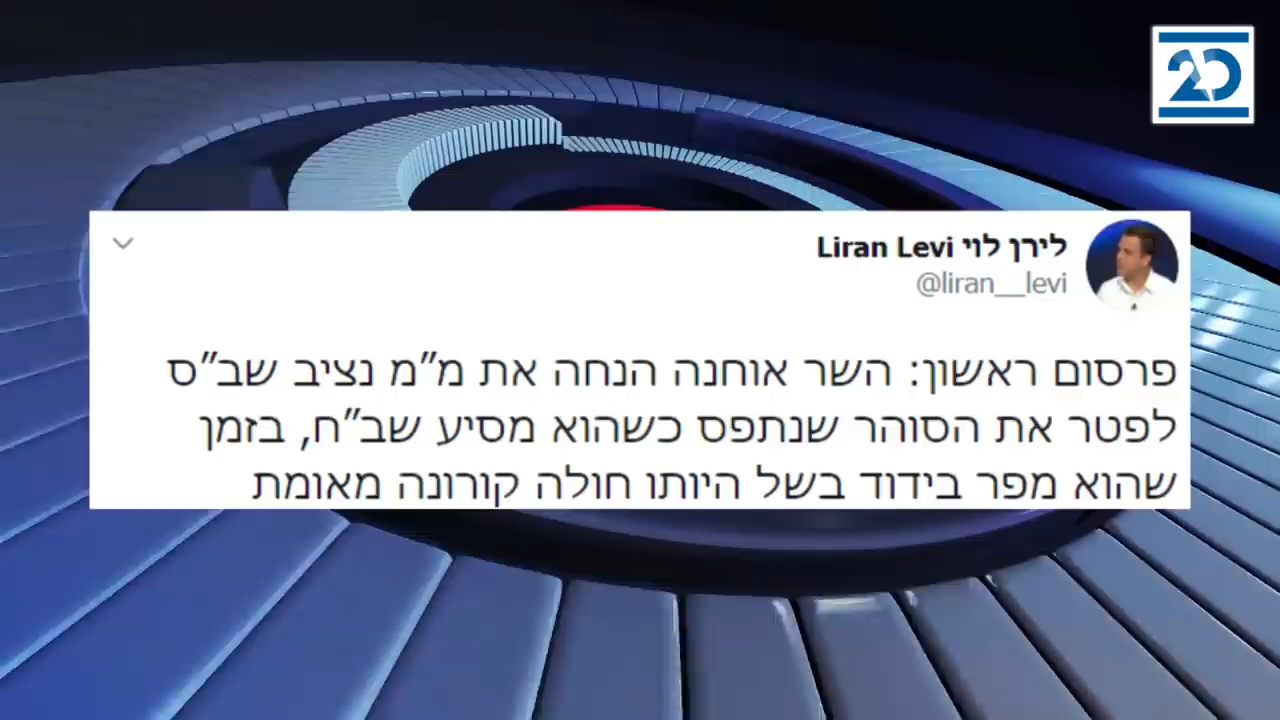 20
לירן לוי Liran Levi
@liran__levi
פרסום ראשון: השר אוחנה הנחה את מ"מ נציב שב"ס
לפטר את הסוהר שנתפס כשהוא מסיע שב"ח, בזמן
שהוא מפר בידוד בשל היותו חולה קורונה מאומת